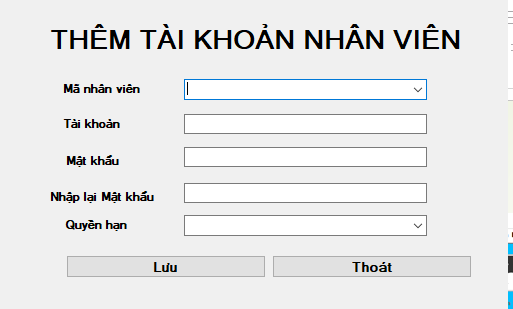 THÊM TÀI KHOẢN NHÂN VIÊN
Mã nhân viên
Tài khoản
Mật khẩu
Nhập lại Mật khẩu
Quyền hạn
Lưu
Thoát